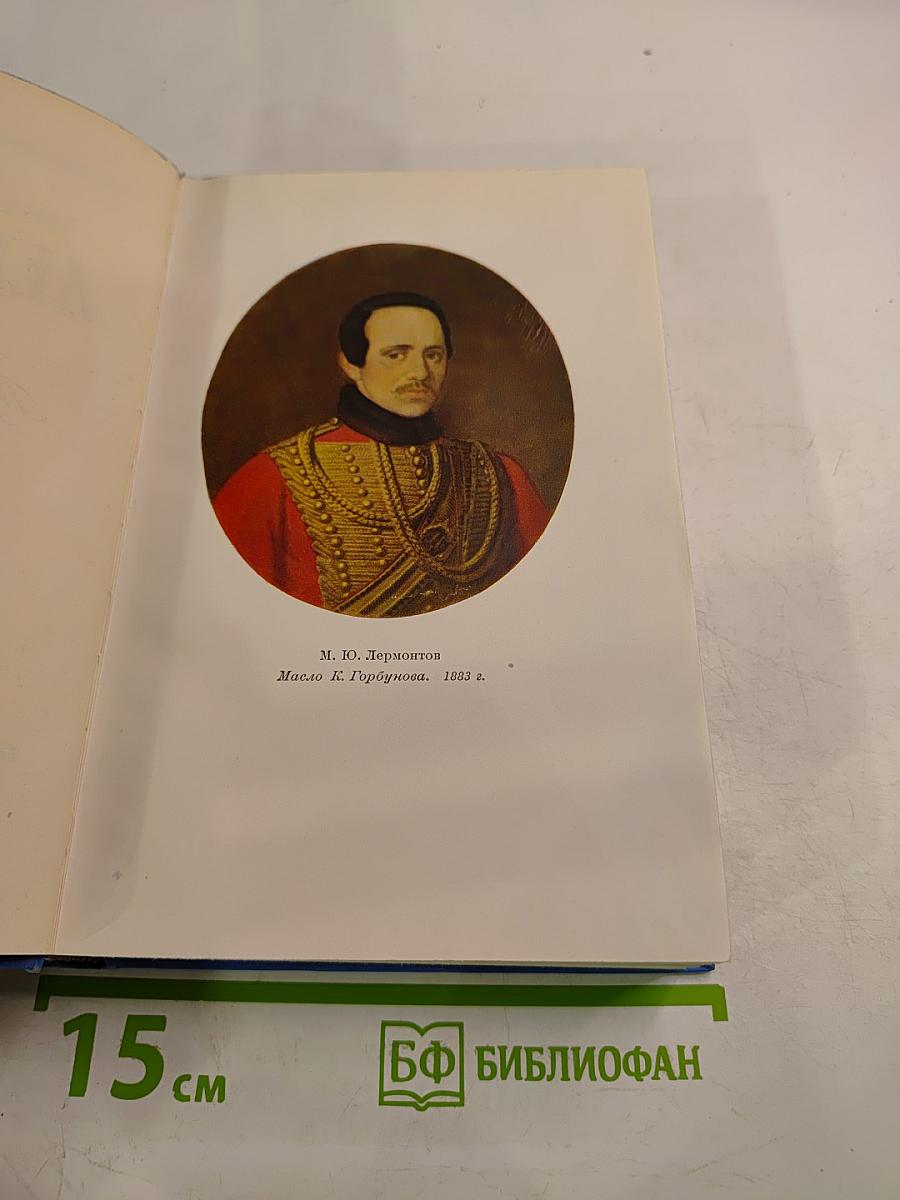 М. Ю. Лермонтов
Масло К. Горбунова. 1883 г.
15 см
БФ БИБЛИОФАН